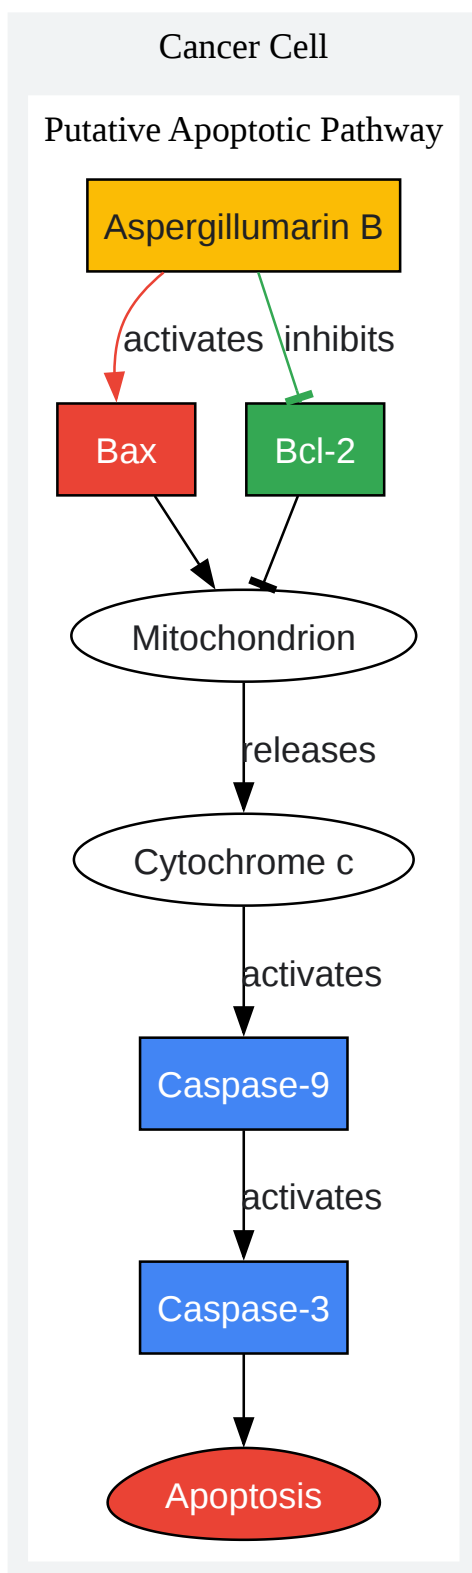 Cancer Cell
Putative Apoptotic Pathway
Aspergillumarin B
activates
inhibits
Bax
Bcl-2
Mitochondrion
releases
Cytochrome c
activates
Caspase-9
activates
Caspase-3
Apoptosis